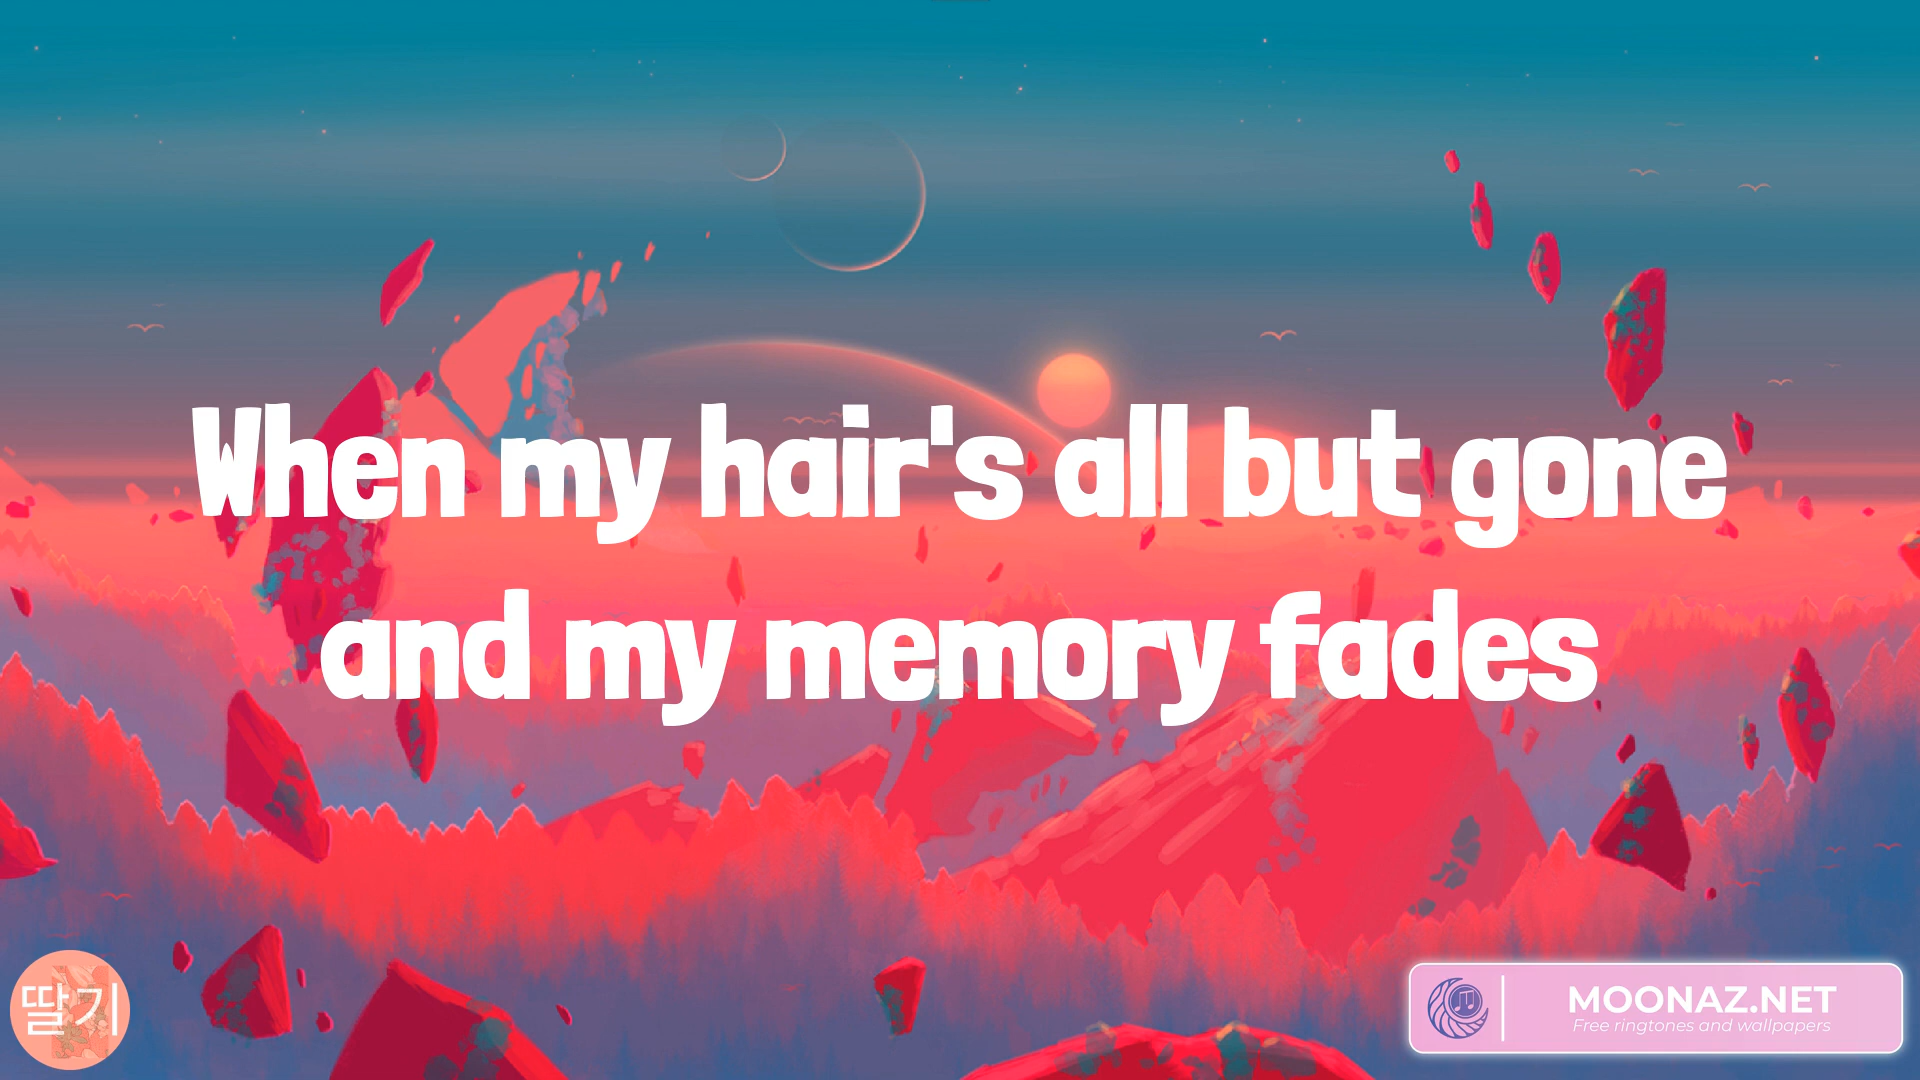 When my hair's all but gone
and my memory fades
딸기
MOONAZ.NET
Free ringtones and wallpapers